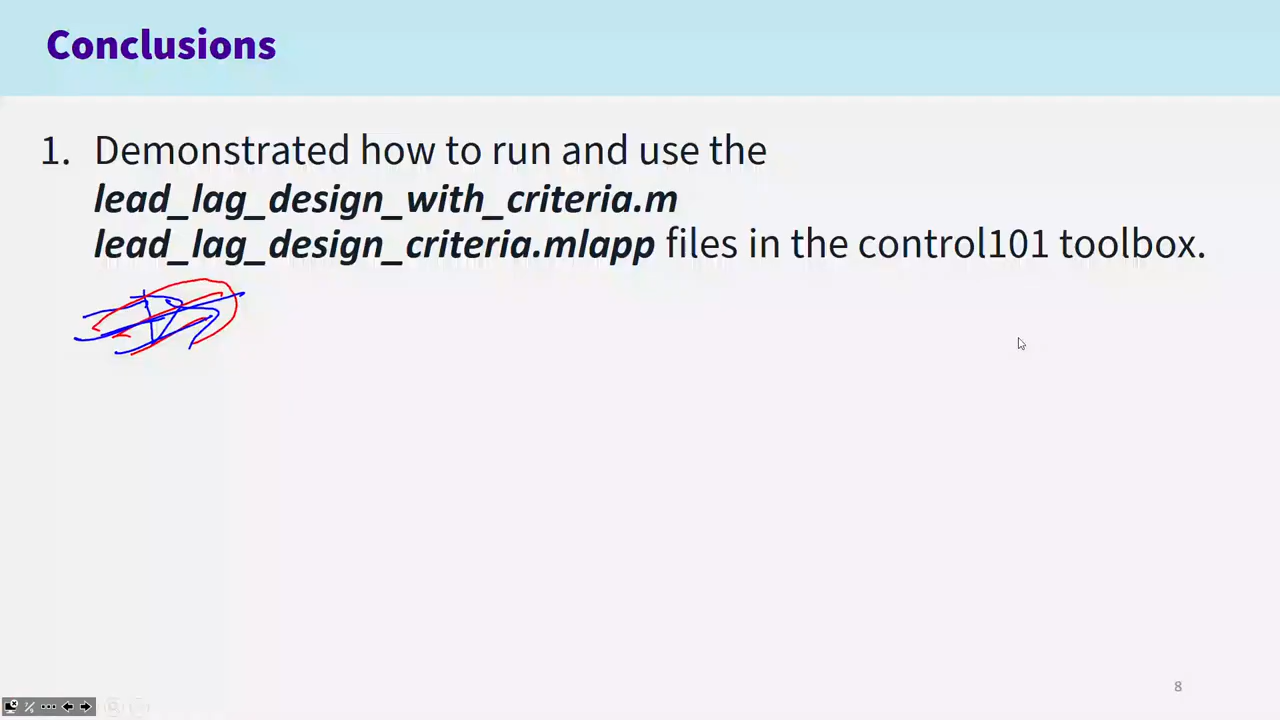 Conclusions
1. Demonstrated how to run and use the
lead_lag_design_with_criteria.m
lead_lag_design_criteria.mlapp files in the control101 toolbox.
8